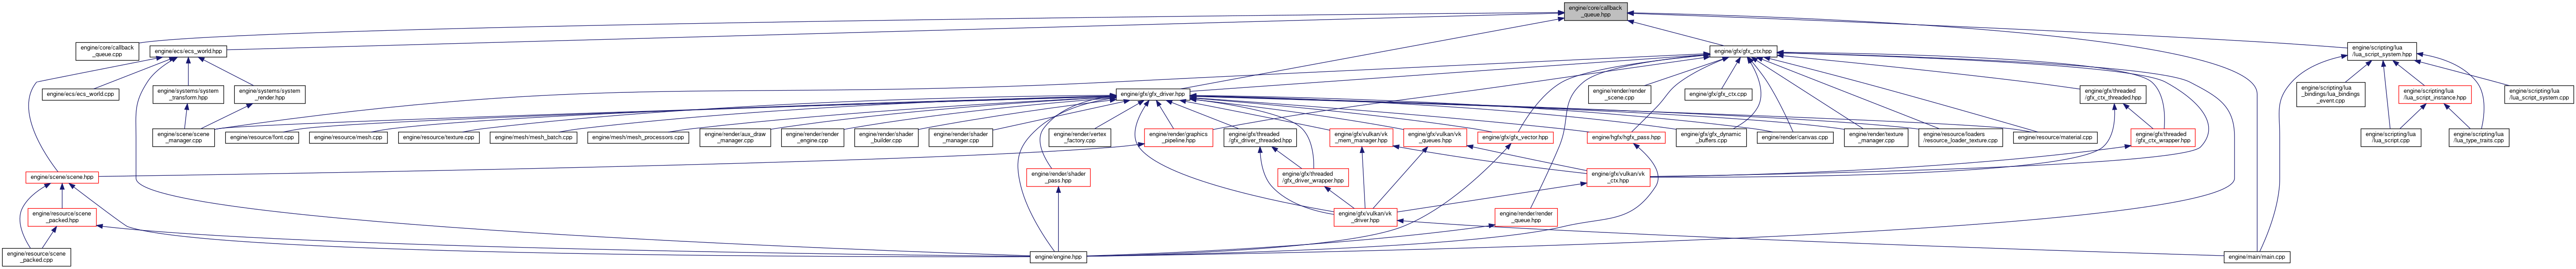 engine/core/callback
_queue.hpp
engine/core/callback
_queue.cpp
engine/ecs/ecs_world.hpp
engine/gfx/gfx_ctx.hpp
engine/scripting/lua
/lua_script_system.hpp
engine/ecs/ecs_world.cpp
engine/systems/system
_transform.hpp
engine/systems/system
_render.hpp
engine/gfx/gfx_driver.hpp
engine/render/render
_scene.cpp
engine/gfx/gfx_ctx.cpp
engine/gfx/threaded
/gfx_ctx_threaded.hpp
engine/scripting/lua
_bindings/lua_bindings
_event.cpp
engine/scripting/lua
/lua_script_instance.hpp
engine/scripting/lua
/lua_script_system.cpp
engine/scene/scene
_manager.cpp
engine/resource/font.cpp
engine/resource/mesh.cpp
engine/resource/texture.cpp
engine/mesh/mesh_batch.cpp
engine/mesh/mesh_processors.cpp
engine/render/aux_draw
_manager.cpp
engine/render/render
_engine.cpp
engine/render/shader
_builder.cpp
engine/render/shader
_manager.cpp
engine/render/vertex
_factory.cpp
engine/render/graphics
_pipeline.hpp
engine/gfx/threaded
/gfx_driver_threaded.hpp
engine/gfx/vulkan/vk
_mem_manager.hpp
engine/gfx/vulkan/vk
_queues.hpp
engine/gfx/gfx_vector.hpp
engine/hgfx/hgfx_pass.hpp
engine/gfx/gfx_dynamic
_buffers.cpp
engine/render/canvas.cpp
engine/render/texture
_manager.cpp
engine/resource/loaders
/resource_loader_texture.cpp
engine/resource/material.cpp
engine/gfx/threaded
/gfx_ctx_wrapper.hpp
engine/scripting/lua
/lua_script.cpp
engine/scripting/lua
/lua_type_traits.cpp
engine/scene/scene.hpp
engine/render/shader
_pass.hpp
engine/gfx/threaded
/gfx_driver_wrapper.hpp
engine/gfx/vulkan/vk
_ctx.hpp
engine/resource/scene
_packed.hpp
engine/gfx/vulkan/vk
_driver.hpp
engine/render/render
_queue.hpp
engine/resource/scene
_packed.cpp
engine/engine.hpp
engine/main/main.cpp